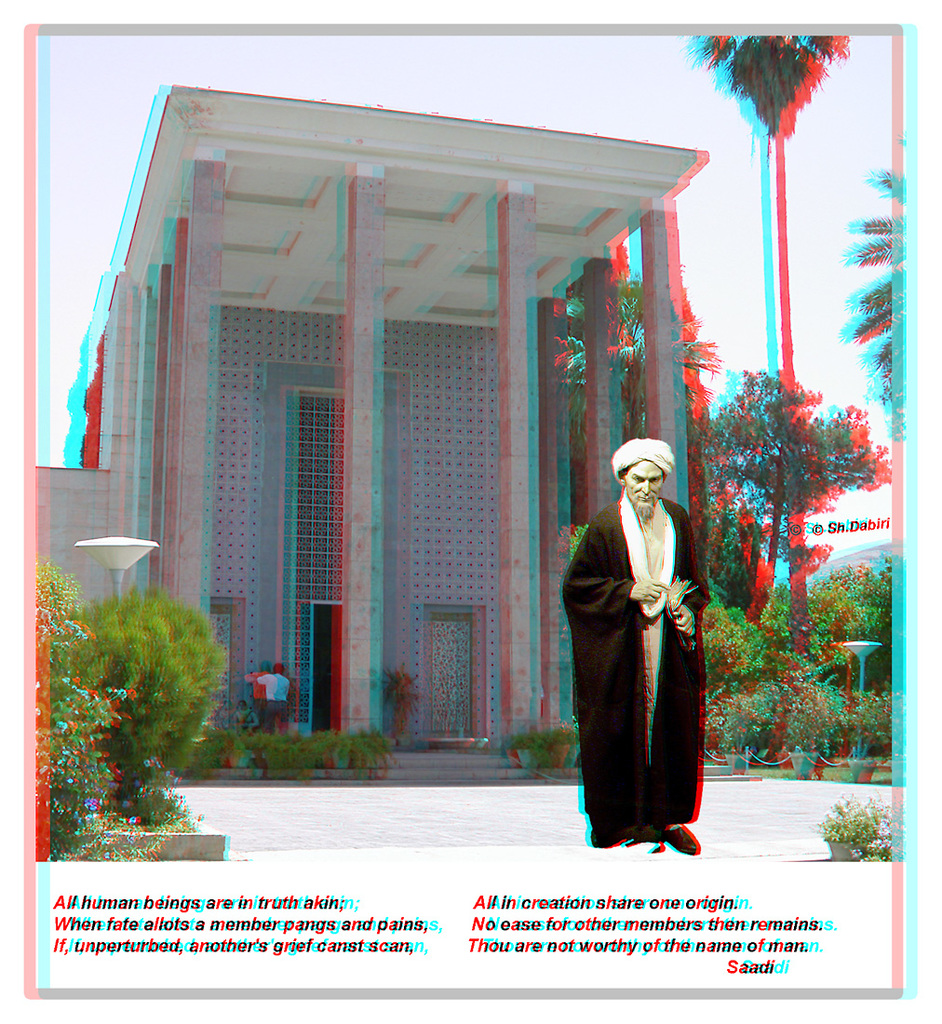 © Sh.Dabiri
All human beings are in truth akin; All in creation share one origin.
When fate allots a member pangs and pains, No ease for other members then remains.
If, unperturbed, another's grief canst scan, Thou are not worthy of the name of man.
Saadi